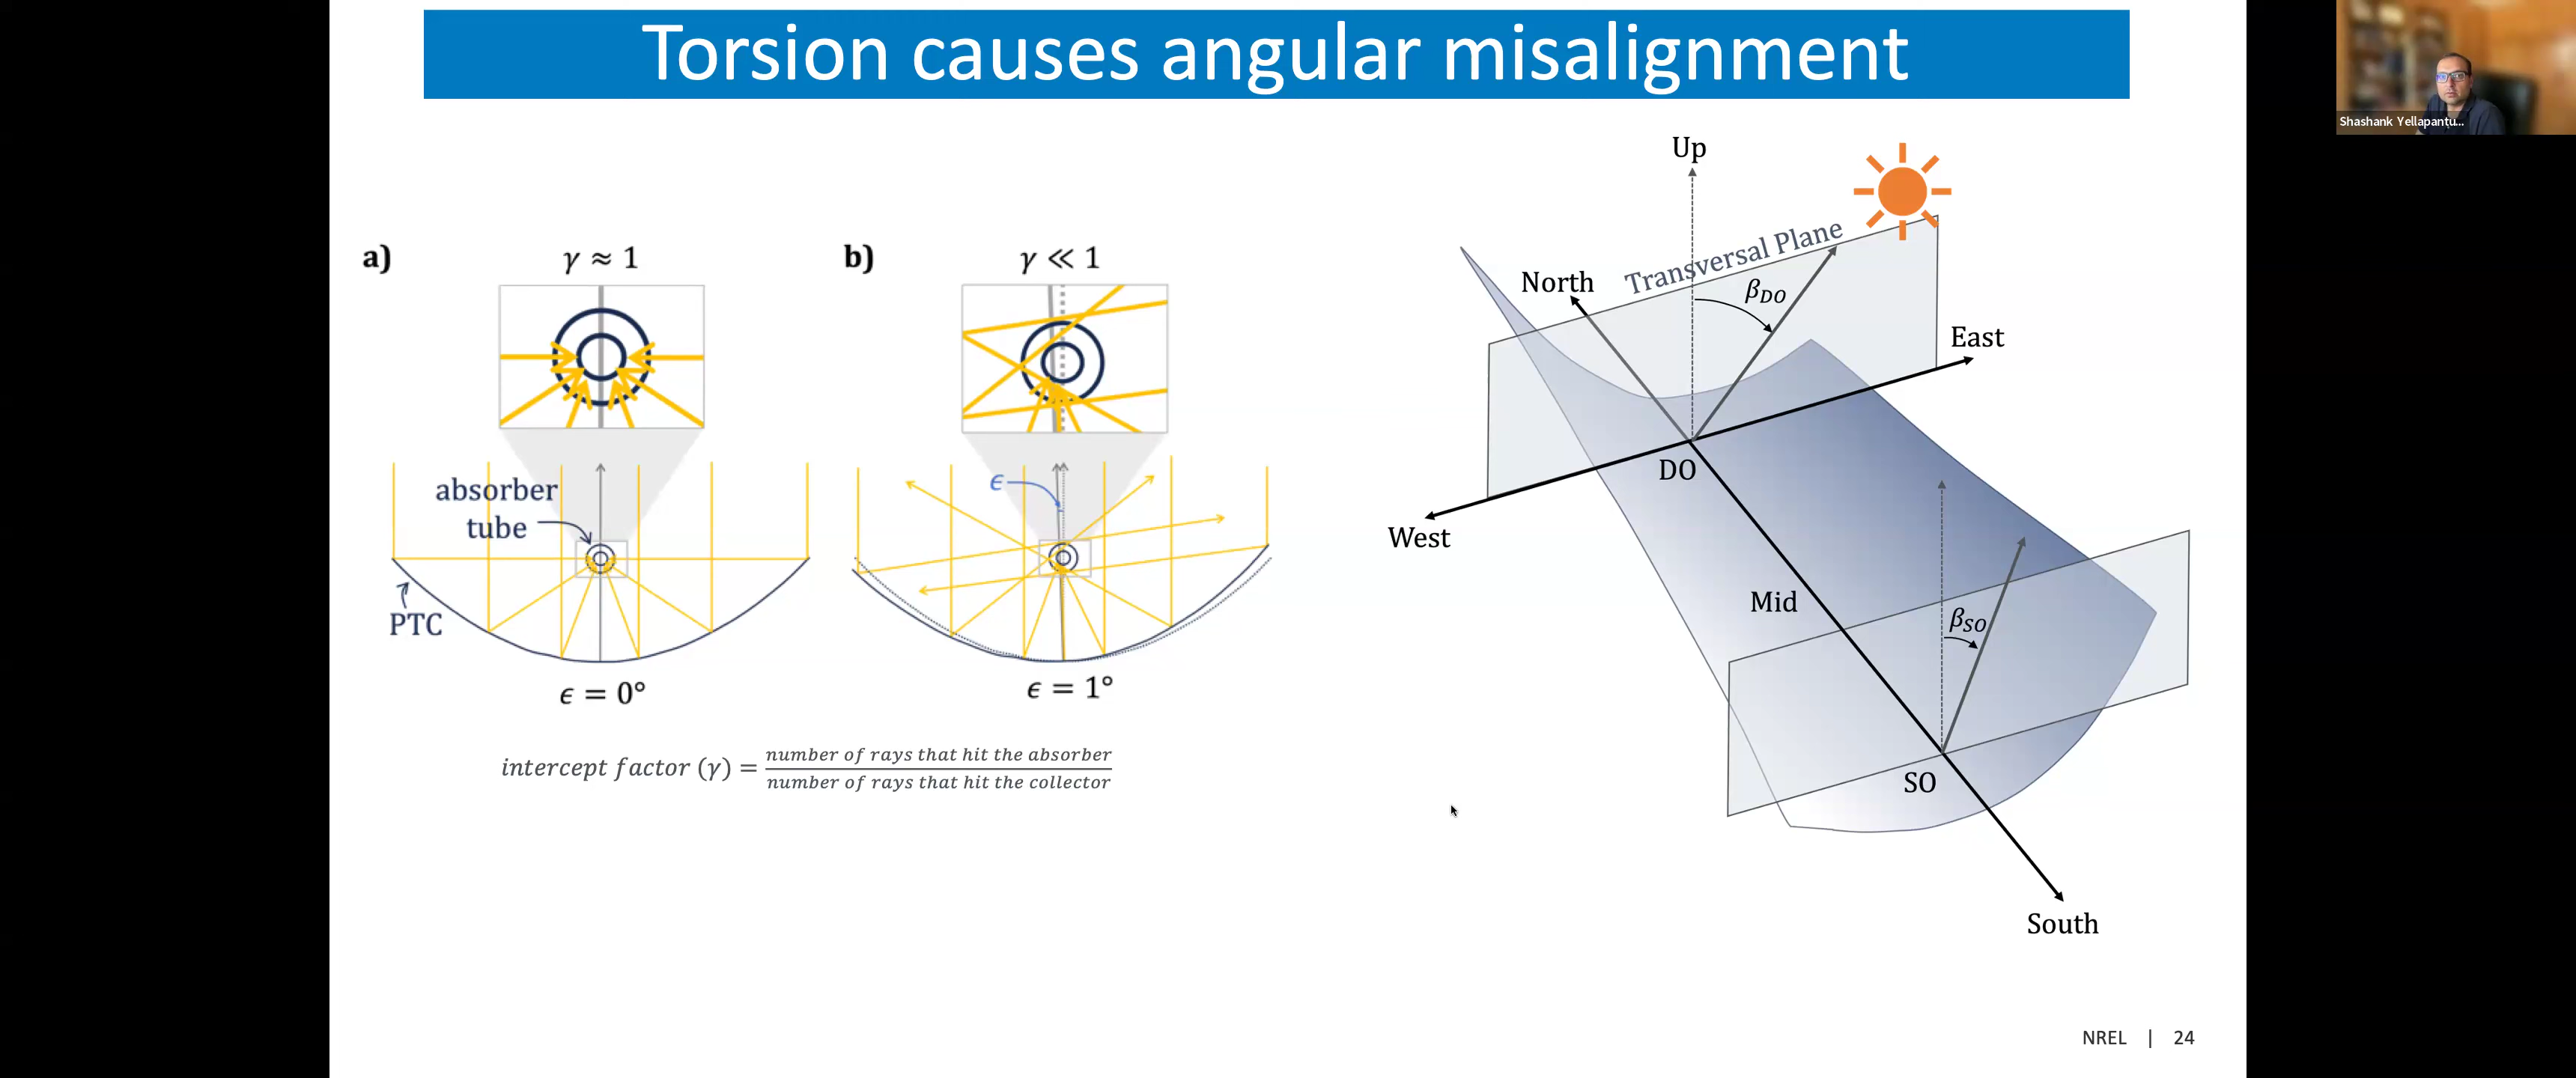 Torsion causes angular misalignment
Shashank Yellapantu...
a)
γ ≈ 1
absorber
tube
PTC
ϵ = 0°
b)
γ ≪ 1
ϵ
ϵ = 1°
intercept factor (γ) = number of rays that hit the absorber
number of rays that hit the collector
Up
Transversal Plane
North
β_DO
East
DO
West
Mid
β_SO
SO
South
NREL | 24